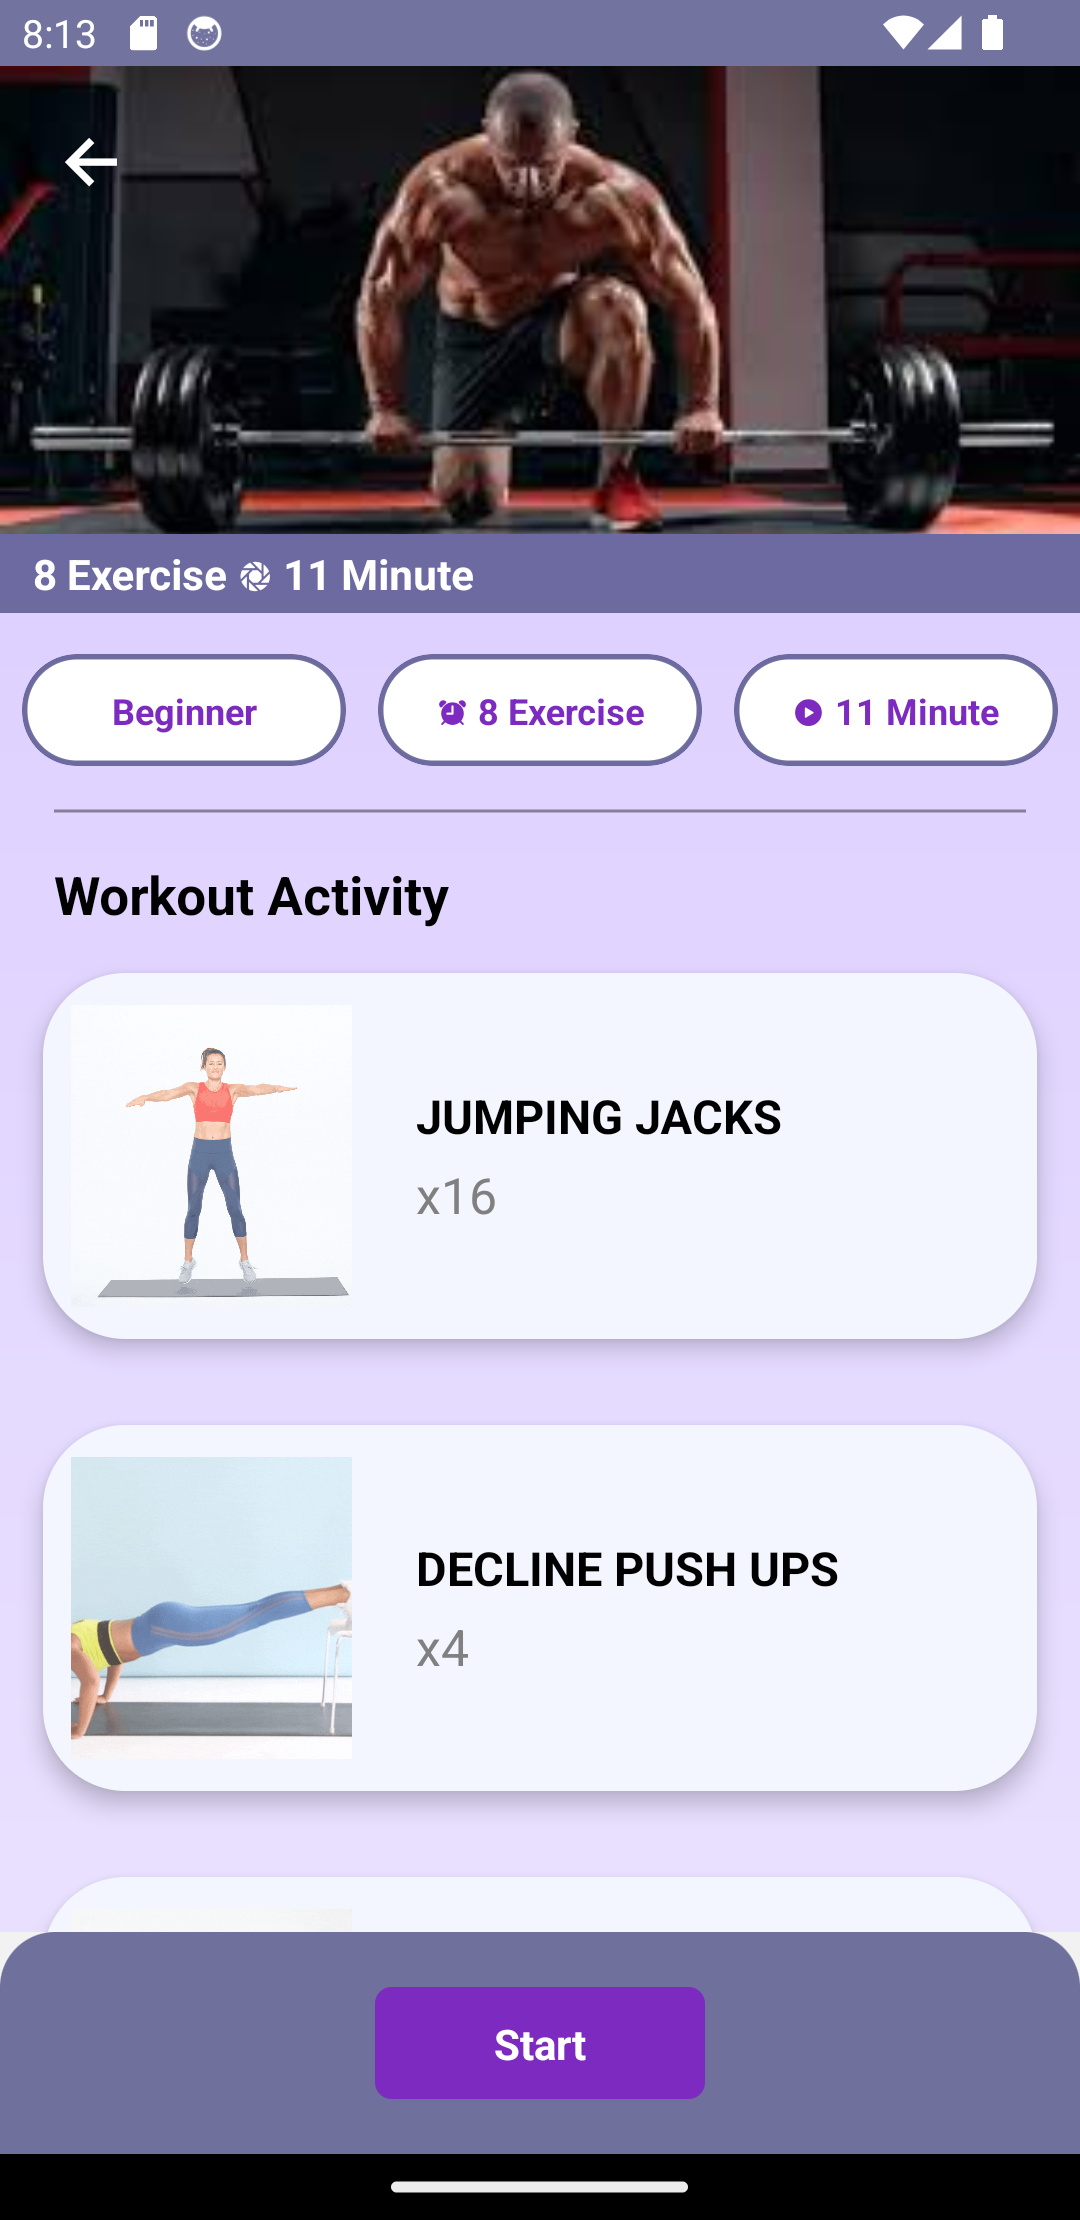 8:13
8 Exercise 11 Minute
Beginner
8 Exercise
11 Minute
Workout Activity
JUMPING JACKS
x16
DECLINE PUSH UPS
x4
Start